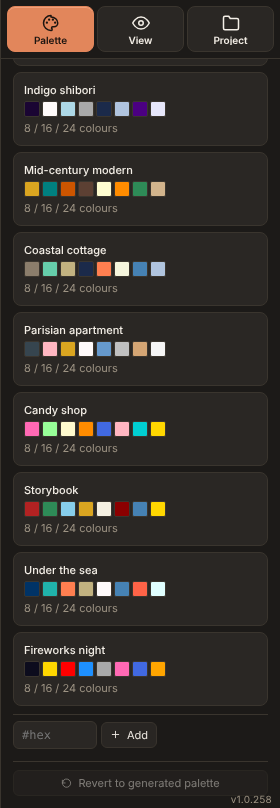 Palette View Project
Indigo shibori
8 / 16 / 24 colours
Mid-century modern
8 / 16 / 24 colours
Coastal cottage
8 / 16 / 24 colours
Parisian apartment
8 / 16 / 24 colours
Candy shop
8 / 16 / 24 colours
Storybook
8 / 16 / 24 colours
Under the sea
8 / 16 / 24 colours
Fireworks night
8 / 16 / 24 colours
#hex + Add
Revert to generated palette
v1.0.258